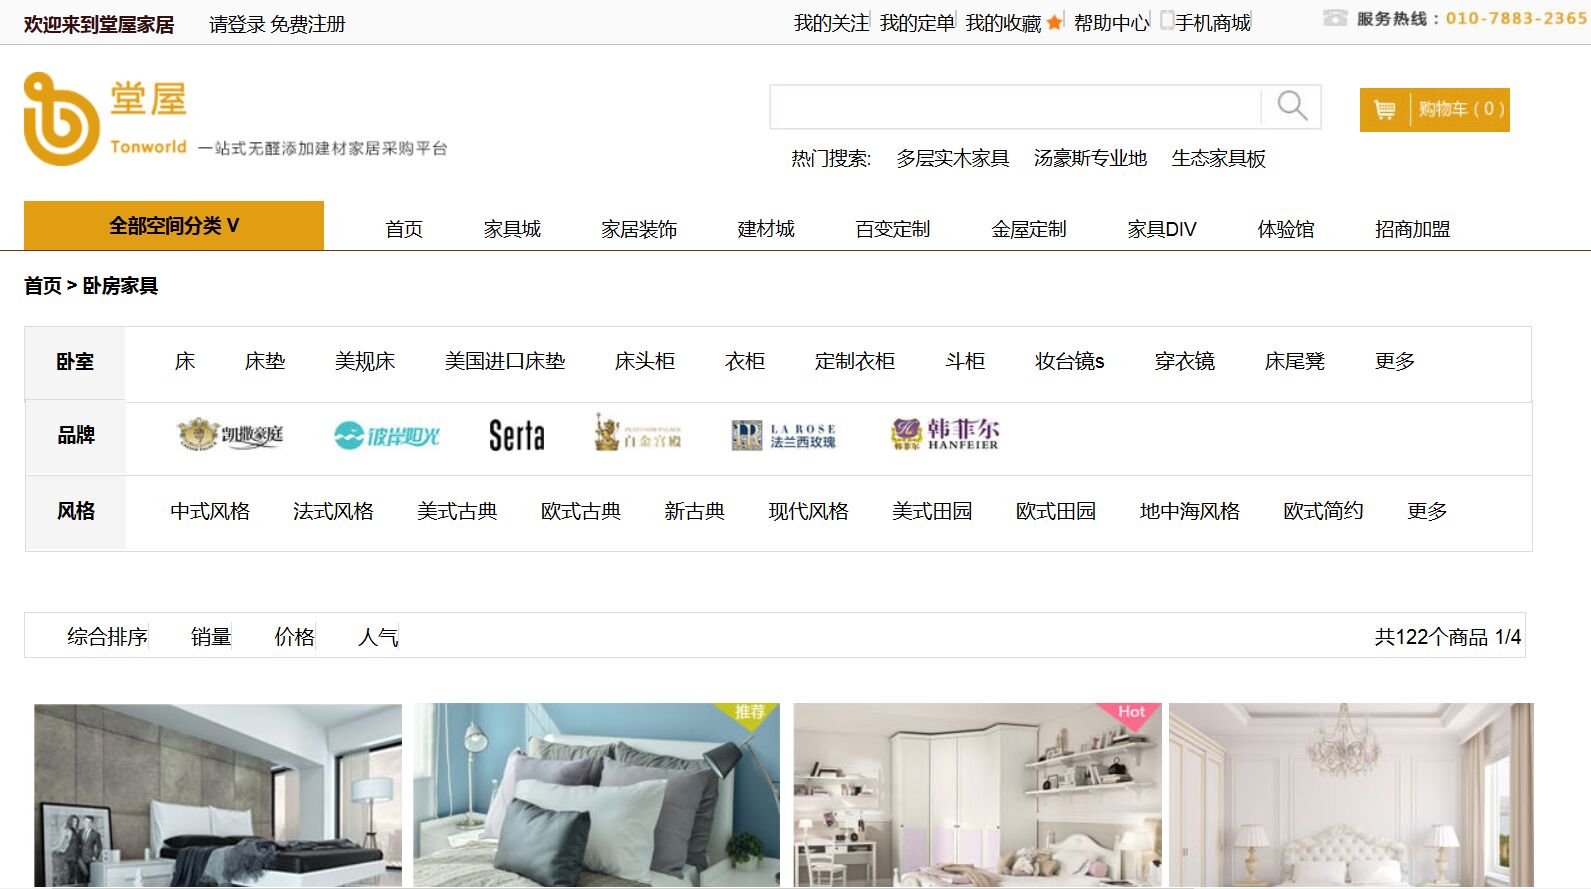 欢迎来到堂屋家居 请登录 免费注册 我的关注 我的定单 我的收藏 帮助中心 手机商城 服务热线：010-7883-2365
堂屋
Tonworld 一站式无醛添加建材家居采购平台
购物车 ( 0 )
热门搜索: 多层实木家具 汤豪斯专业地 生态家具板
全部空间分类 V 首页 家具城 家居装饰 建材城 百变定制 金屋定制 家具DIV 体验馆 招商加盟
首页 > 卧房家具
卧室 床 床垫 美规床 美国进口床垫 床头柜 衣柜 定制衣柜 斗柜 妆台镜s 穿衣镜 床尾凳 更多
品牌 凯撒豪庭 彼岸阳光 Serta 白金宫殿 LA ROSE 法兰西玫瑰 韩菲尔 HANFEIER
风格 中式风格 法式风格 美式古典 欧式古典 新古典 现代风格 美式田园 欧式田园 地中海风格 欧式简约 更多
综合排序 销量 价格 人气 共122个商品 1/4
推荐 Hot